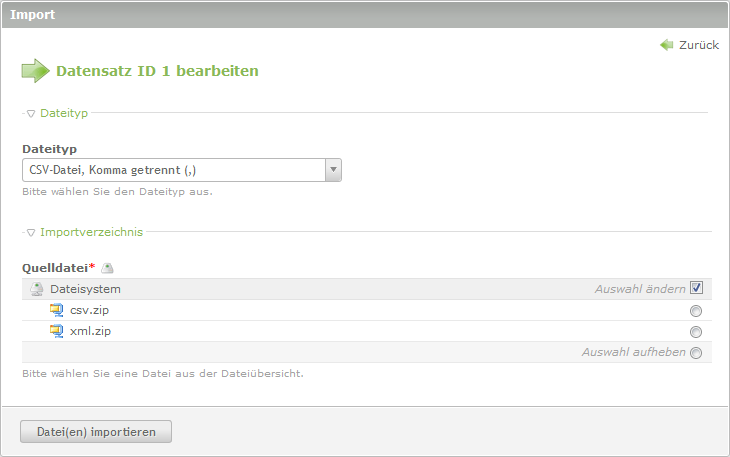 Import
Zurück
Datensatz ID 1 bearbeiten
Dateityp
Dateityp
CSV-Datei, Komma getrennt (,)
Bitte wählen Sie den Dateityp aus.
Importverzeichnis
Quelldatei*
Dateisystem Auswahl ändern
csv.zip
xml.zip
Auswahl aufheben
Bitte wählen Sie eine Datei aus der Dateiübersicht.
Datei(en) importieren